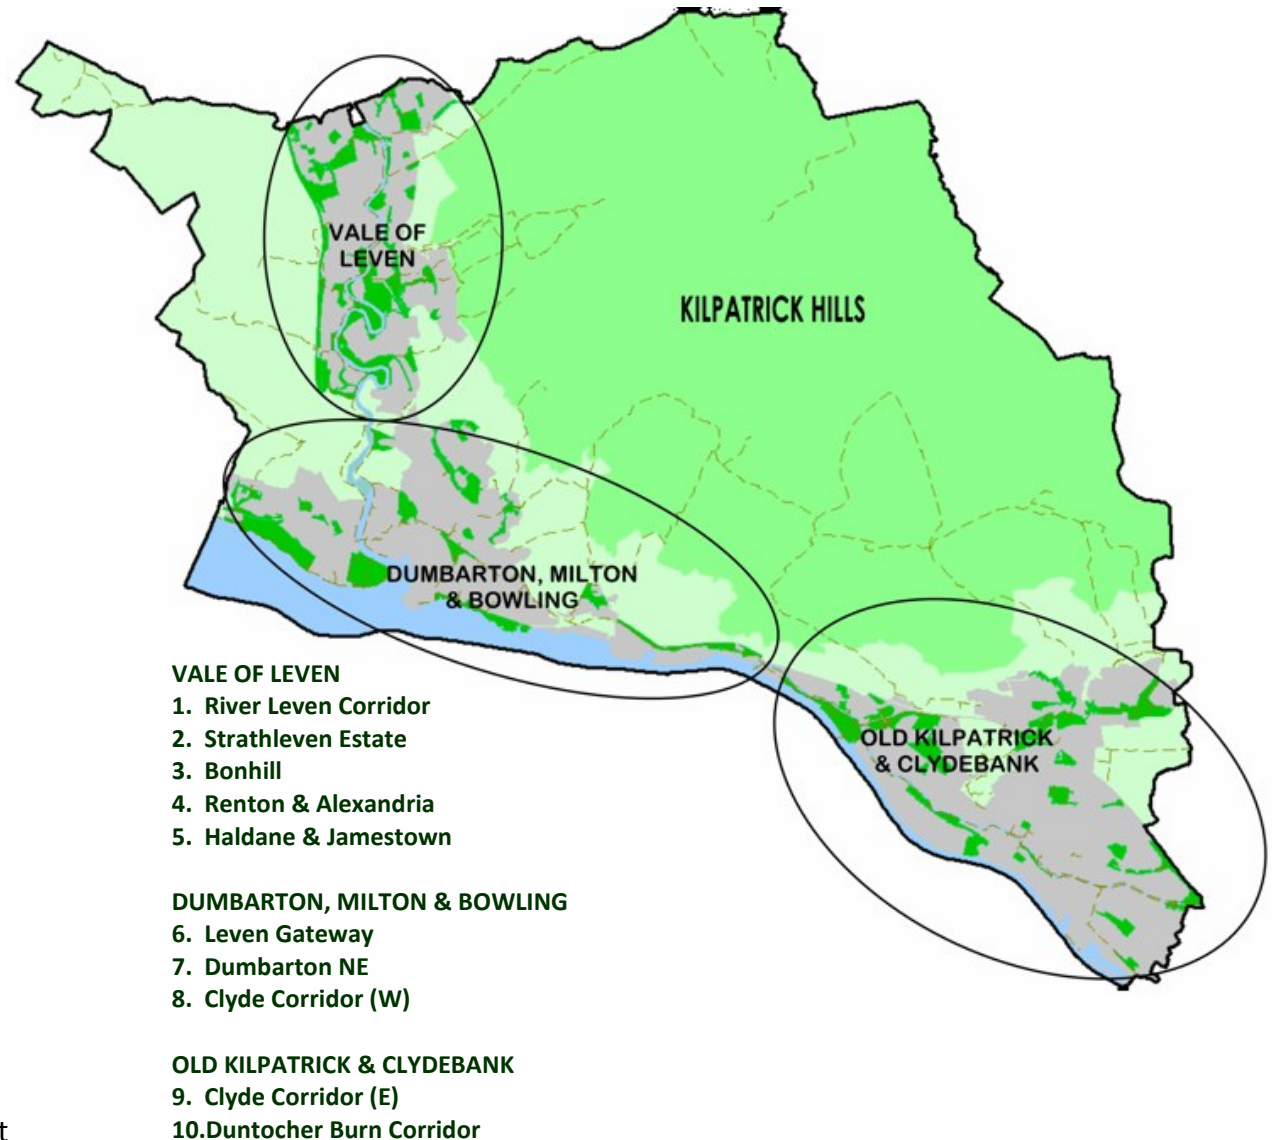 VALE OF
LEVEN
KILPATRICK HILLS
DUMBARTON, MILTON
& BOWLING
OLD KILPATRICK
& CLYDEBANK
VALE OF LEVEN
1. River Leven Corridor
2. Strathleven Estate
3. Bonhill
4. Renton & Alexandria
5. Haldane & Jamestown
DUMBARTON, MILTON & BOWLING
6. Leven Gateway
7. Dumbarton NE
8. Clyde Corridor (W)
OLD KILPATRICK & CLYDEBANK
9. Clyde Corridor (E)
t
10.Duntocher Burn Corridor